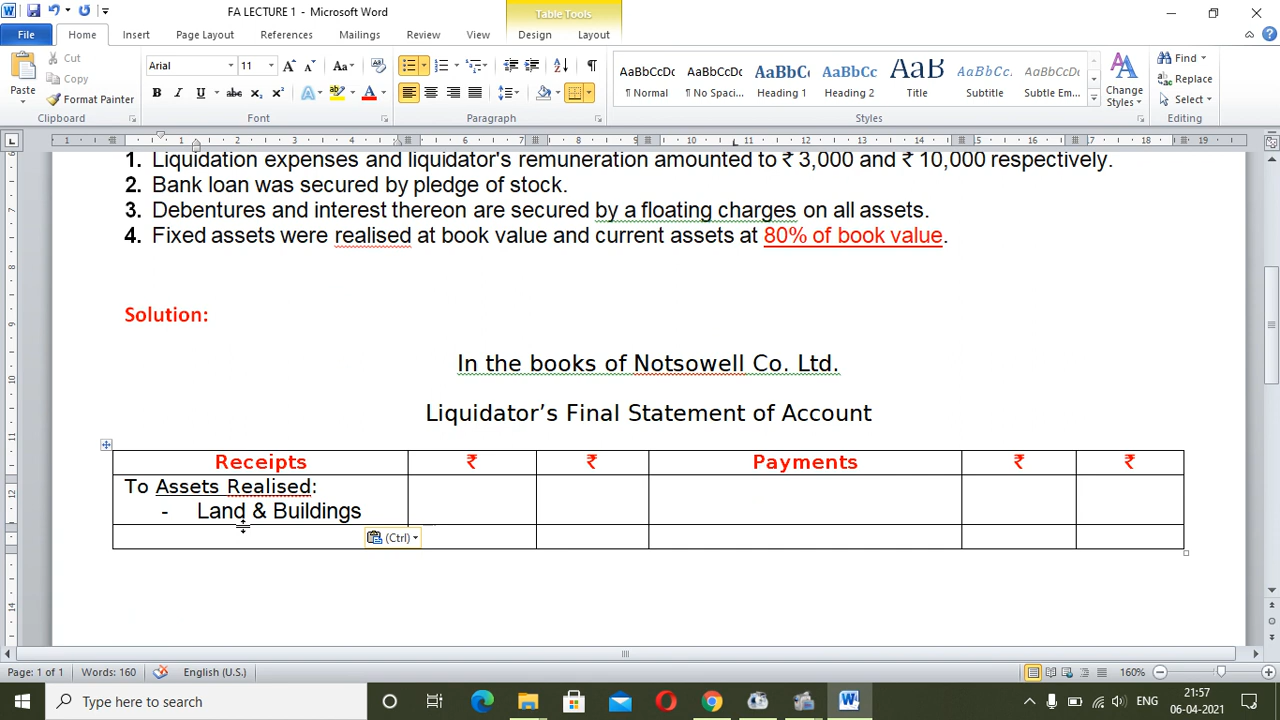 FA LECTURE 1 - Microsoft Word
Table Tools
File Home Insert Page Layout References Mailings Review View Design Layout
Paste
Cut
Copy
Format Painter
Clipboard
Arial 11
Font
Paragraph
AaBbCcDc AaBbCcDc AaBbCc AaBbCc AaB AaBbCcL AaBbCcDc
¶ Normal ¶ No Spaci... Heading 1 Heading 2 Title Subtitle Subtle Em...
Change Styles
Styles
Find
Replace
Select
Editing
1. Liquidation expenses and liquidator's remuneration amounted to ₹ 3,000 and ₹ 10,000 respectively.
2. Bank loan was secured by pledge of stock.
3. Debentures and interest thereon are secured by a floating charges on all assets.
4. Fixed assets were realised at book value and current assets at 80% of book value.
Solution:
In the books of Notsowell Co. Ltd.
Liquidator’s Final Statement of Account
Receipts ₹ ₹ Payments ₹ ₹
To Assets Realised:
- Land & Buildings
(Ctrl)
Page: 1 of 1 Words: 160 English (U.S.) 160%
Type here to search
ENG
21:57
06-04-2021